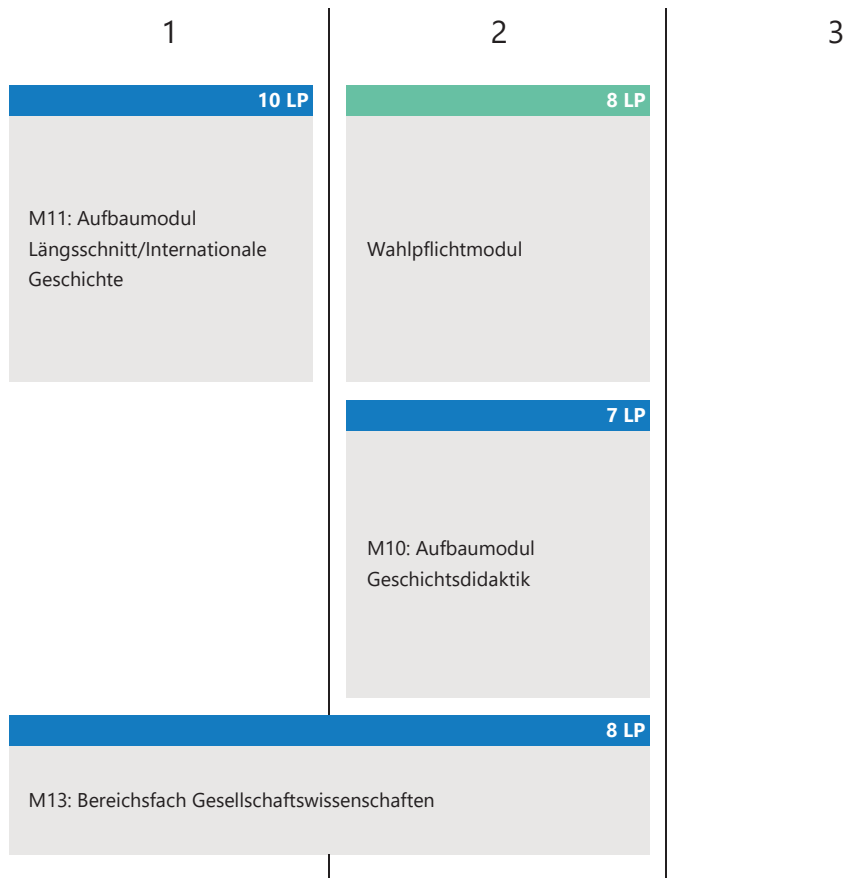 1
2
3
10 LP
8 LP
M11: Aufbaumodul
Längsschnitt/Internationale
Geschichte
Wahlpflichtmodul
7 LP
M10: Aufbaumodul
Geschichtsdidaktik
8 LP
M13: Bereichsfach Gesellschaftswissenschaften